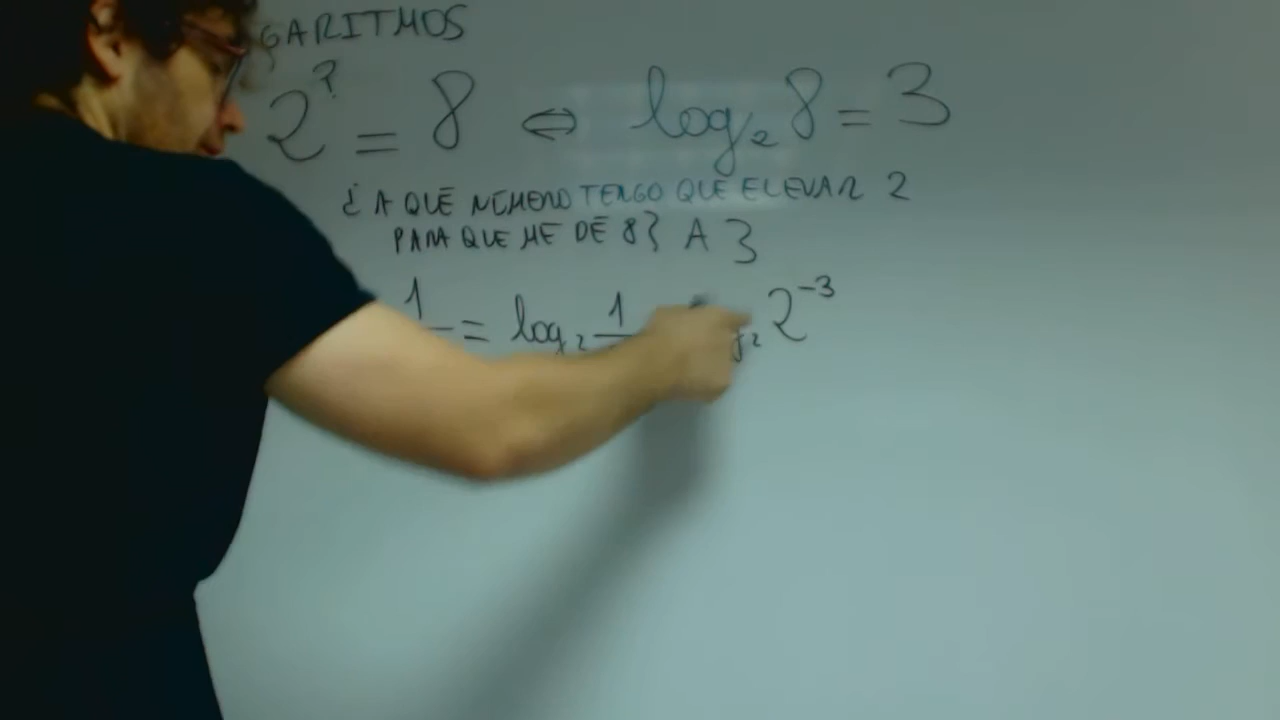 GARITMOS
2^? = 8 ⇔ log₂ 8 = 3
¿A QUÉ NÚMERO TENGO QUE ELEVAR 2
PARA QUE ME DÉ 8? A 3
1 = log₂ 1 2⁻³